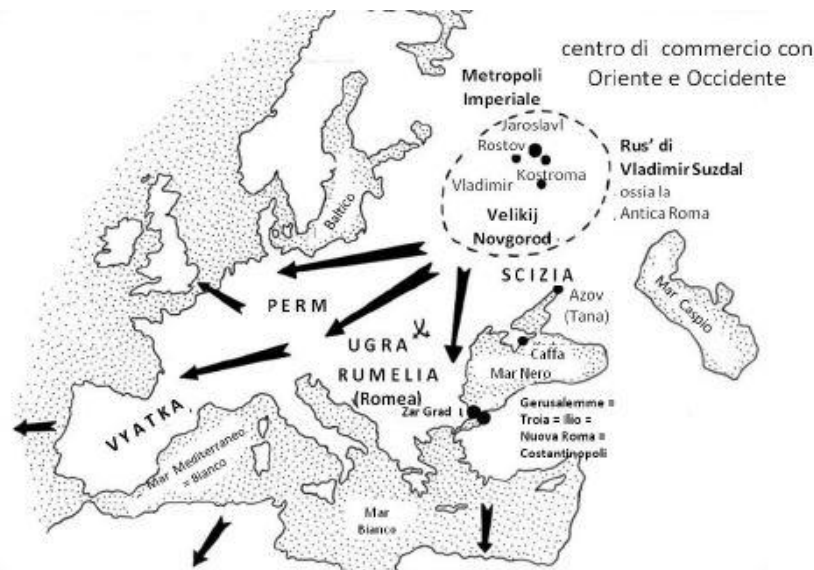 centro di commercio con
Oriente e Occidente
Metropoli
Imperiale
Jaroslavl
Rostov
Kostroma
Vladimir
Velikij
Novgorod
Rus' di
Vladimir Suzdal
ossia la
Antica Roma
Baltico
SCIZIA
Azov
(Tana)
Mar Caspio
PERM
UGRA
Caffa
Mar Nero
RUMELIA
(Romea)
Zar Grad
Gerusalemme =
Troia = Ilio =
Nuova Roma =
Costantinopoli
VYATKA
Mar Mediterraneo
= Bianco
Mar
Bianco